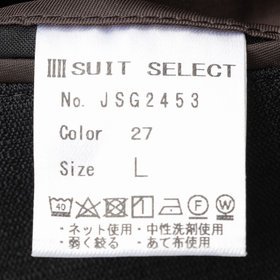 SUIT SELECT
No. JSG2453
Color 27
Size L
40 F W
・ネット使用・中性洗剤使用
・弱く絞る ・あて布使用